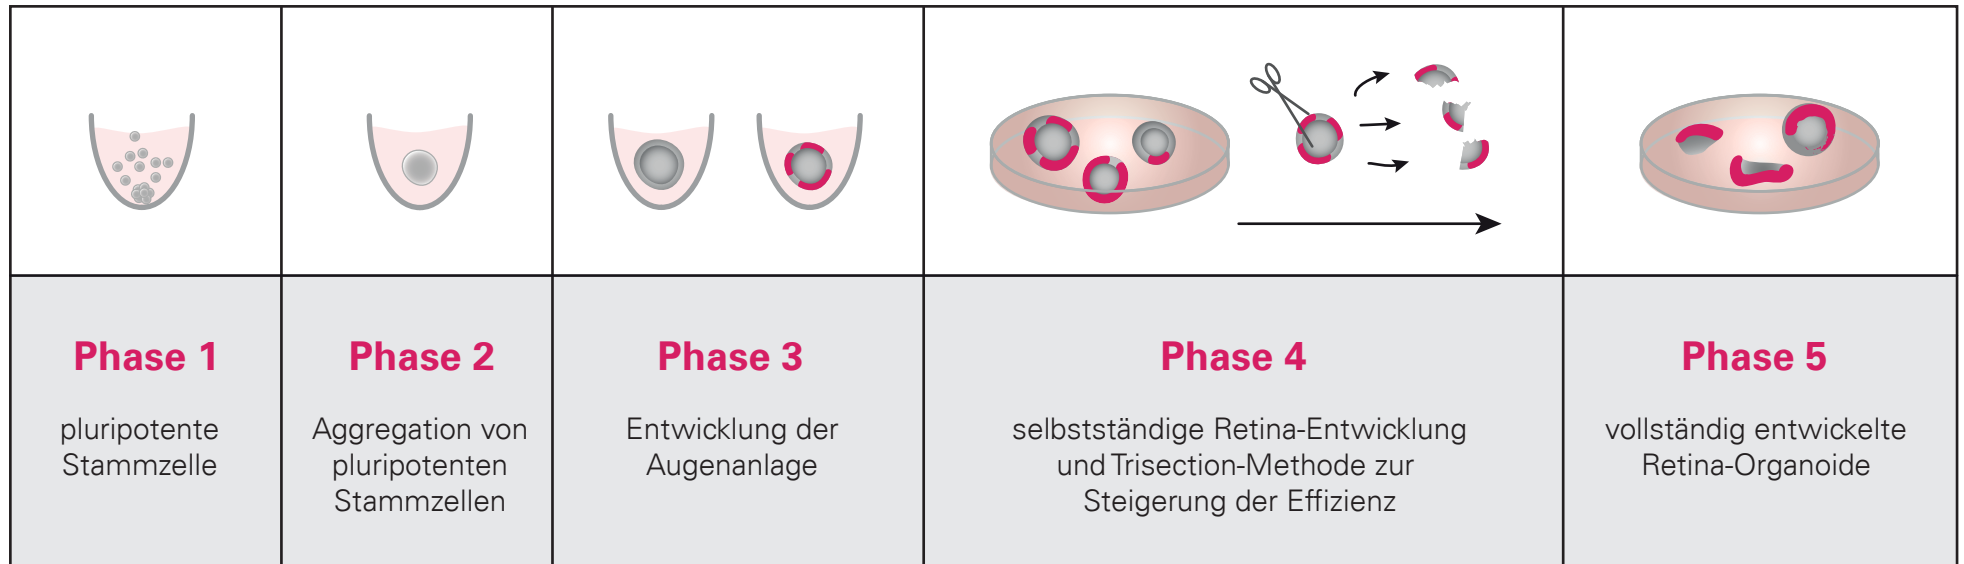 Phase 1
pluripotente
Stammzelle
Phase 2
Aggregation von
pluripotenten
Stammzellen
Phase 3
Entwicklung der
Augenanlage
Phase 4
selbstständige Retina-Entwicklung
und Trisection-Methode zur
Steigerung der Effizienz
Phase 5
vollständig entwickelte
Retina-Organoide